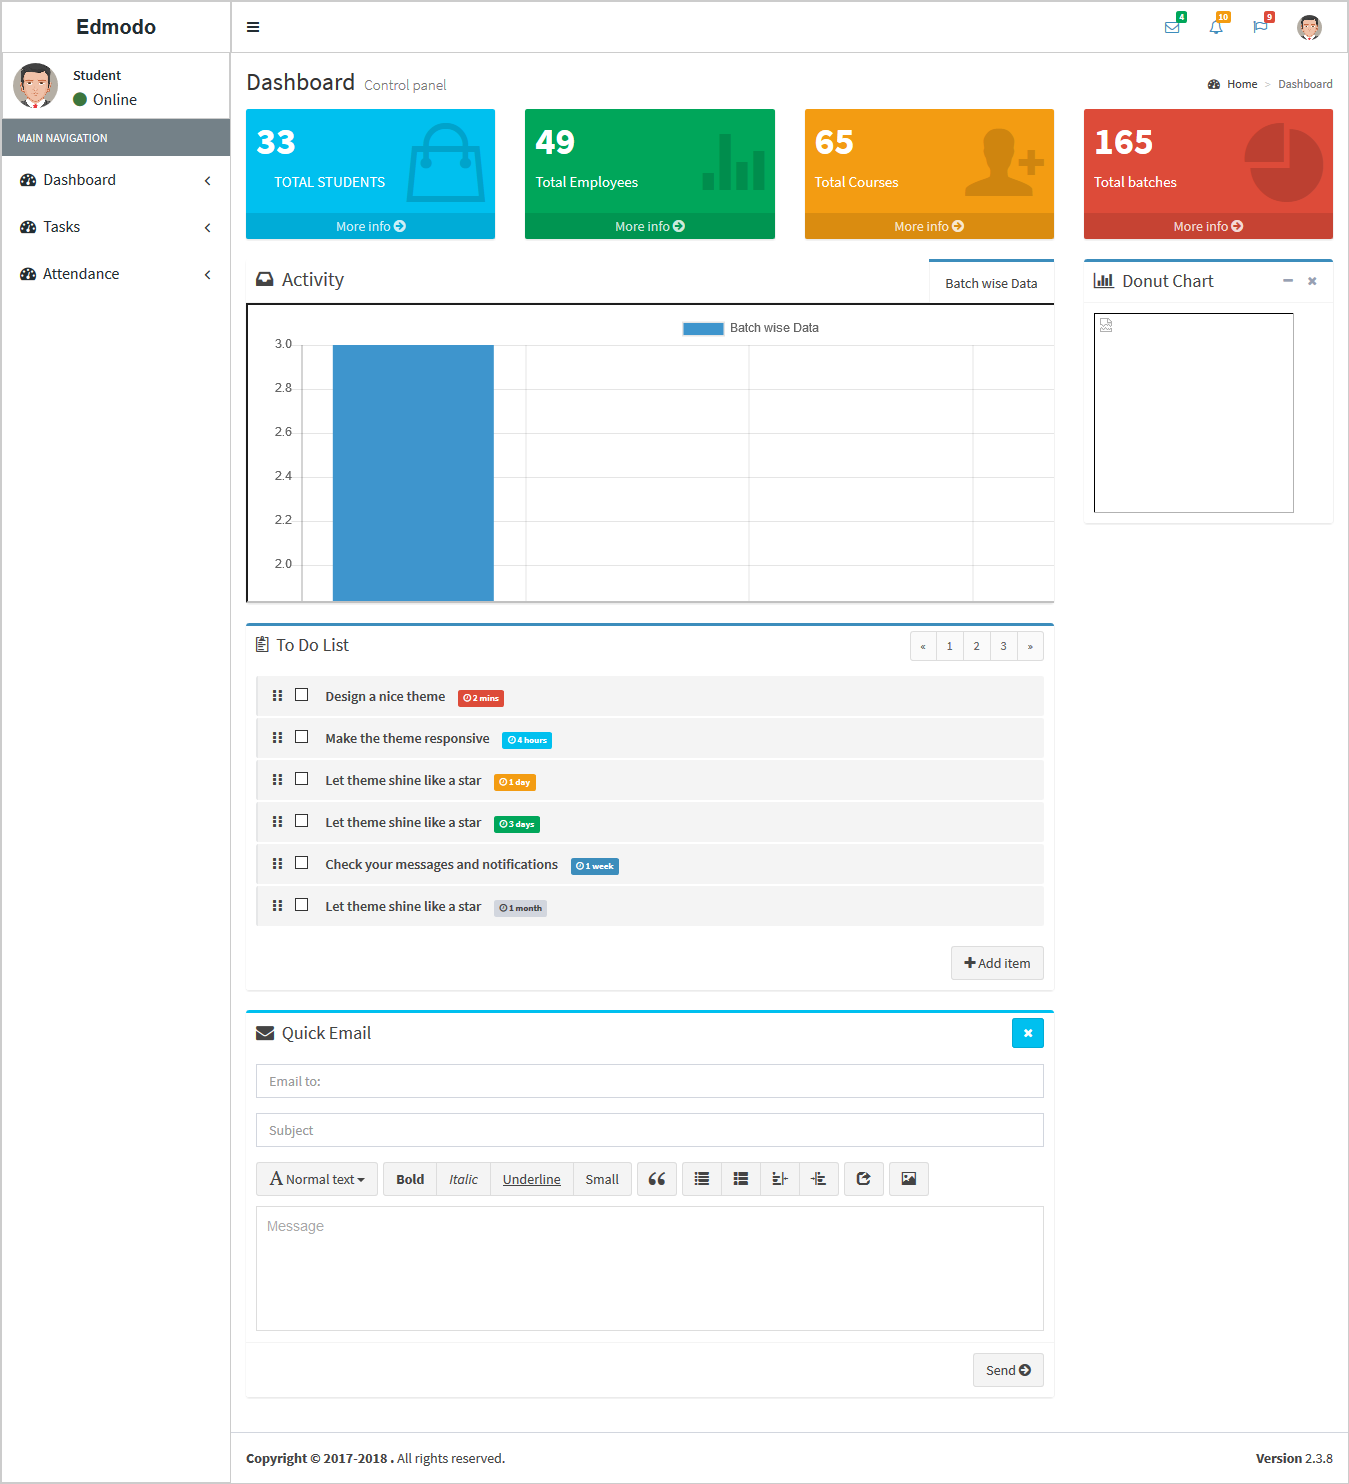 Edmodo
4
10
9
Student
Online
MAIN NAVIGATION
Dashboard
Tasks
Attendance
Dashboard Control panel
Home > Dashboard
33
TOTAL STUDENTS
More info
49
Total Employees
More info
65
Total Courses
More info
165
Total batches
More info
Activity
Batch wise Data
Batch wise Data
3.0
2.8
2.6
2.4
2.2
2.0
Donut Chart
To Do List
« 1 2 3 »
Design a nice theme 2 mins
Make the theme responsive 4 hours
Let theme shine like a star 1 day
Let theme shine like a star 3 days
Check your messages and notifications 1 week
Let theme shine like a star 1 month
Add item
Quick Email
Email to:
Subject
A Normal text Bold Italic Underline Small
Message
Send
Copyright © 2017-2018 . All rights reserved.
Version 2.3.8